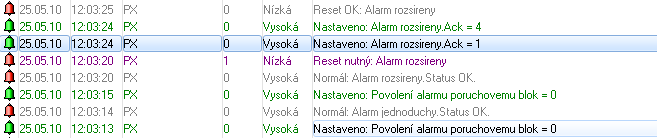 25.05.10 12:03:25 PX 0 Nízká Reset OK: Alarm rozsireny
25.05.10 12:03:24 PX 0 Vysoká Nastaveno: Alarm rozsireny.Ack = 4
25.05.10 12:03:24 PX 0 Vysoká Nastaveno: Alarm rozsireny.Ack = 1
25.05.10 12:03:20 PX 1 Nízká Reset nutný: Alarm rozsireny
25.05.10 12:03:20 PX 0 Vysoká Normál: Alarm rozsireny.Status OK.
25.05.10 12:03:15 PX 0 Vysoká Nastaveno: Povolení alarmu poruchovemu blok = 0
25.05.10 12:03:14 PX 0 Vysoká Normál: Alarm jednoduchy.Status OK.
25.05.10 12:03:13 PX 0 Vysoká Nastaveno: Povolení alarmu poruchovemu blok = 0